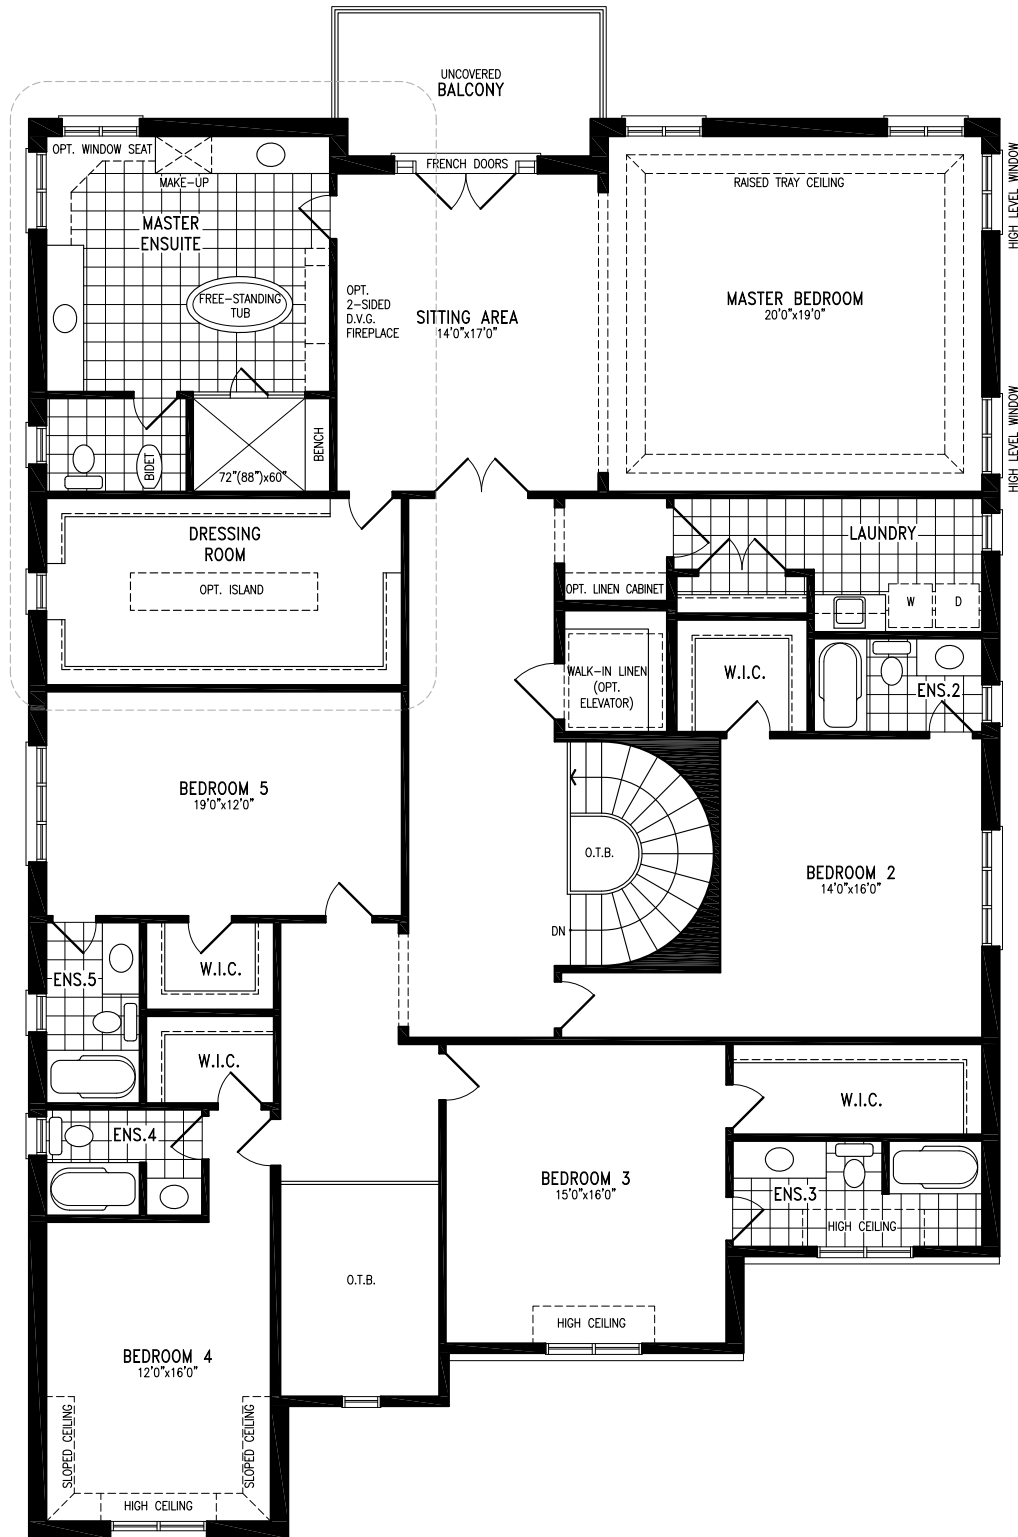 UNCOVERED
BALCONY
OPT. WINDOW SEAT
MAKE-UP
FRENCH DOORS
RAISED TRAY CEILING
HIGH LEVEL WINDOW
MASTER
ENSUITE
FREE-STANDING
TUB
OPT.
2-SIDED
D.V.G.
FIREPLACE
SITTING AREA
14'0"x17'0"
MASTER BEDROOM
20'0"x19'0"
HIGH LEVEL WINDOW
BIDET
72"(88")x60"
BENCH
DRESSING
ROOM
OPT. ISLAND
LAUNDRY
OPT. LINEN CABINET
W
D
WALK-IN LINEN
(OPT.
ELEVATOR)
W.I.C.
ENS.2
BEDROOM 5
19'0"x12'0"
O.T.B.
DN
BEDROOM 2
14'0"x16'0"
ENS.5
W.I.C.
W.I.C.
ENS.4
W.I.C.
BEDROOM 3
15'0"x16'0"
ENS.3
HIGH CEILING
O.T.B.
HIGH CEILING
BEDROOM 4
12'0"x16'0"
SLOPED CEILING
SLOPED CEILING
HIGH CEILING